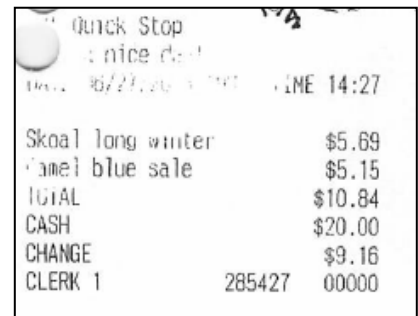 Quick Stop
nice
14:27
Skoal long winter $5.69
Camel blue sale $5.15
TOTAL $10.84
CASH $20.00
CHANGE $9.16
CLERK 1 285427 00000